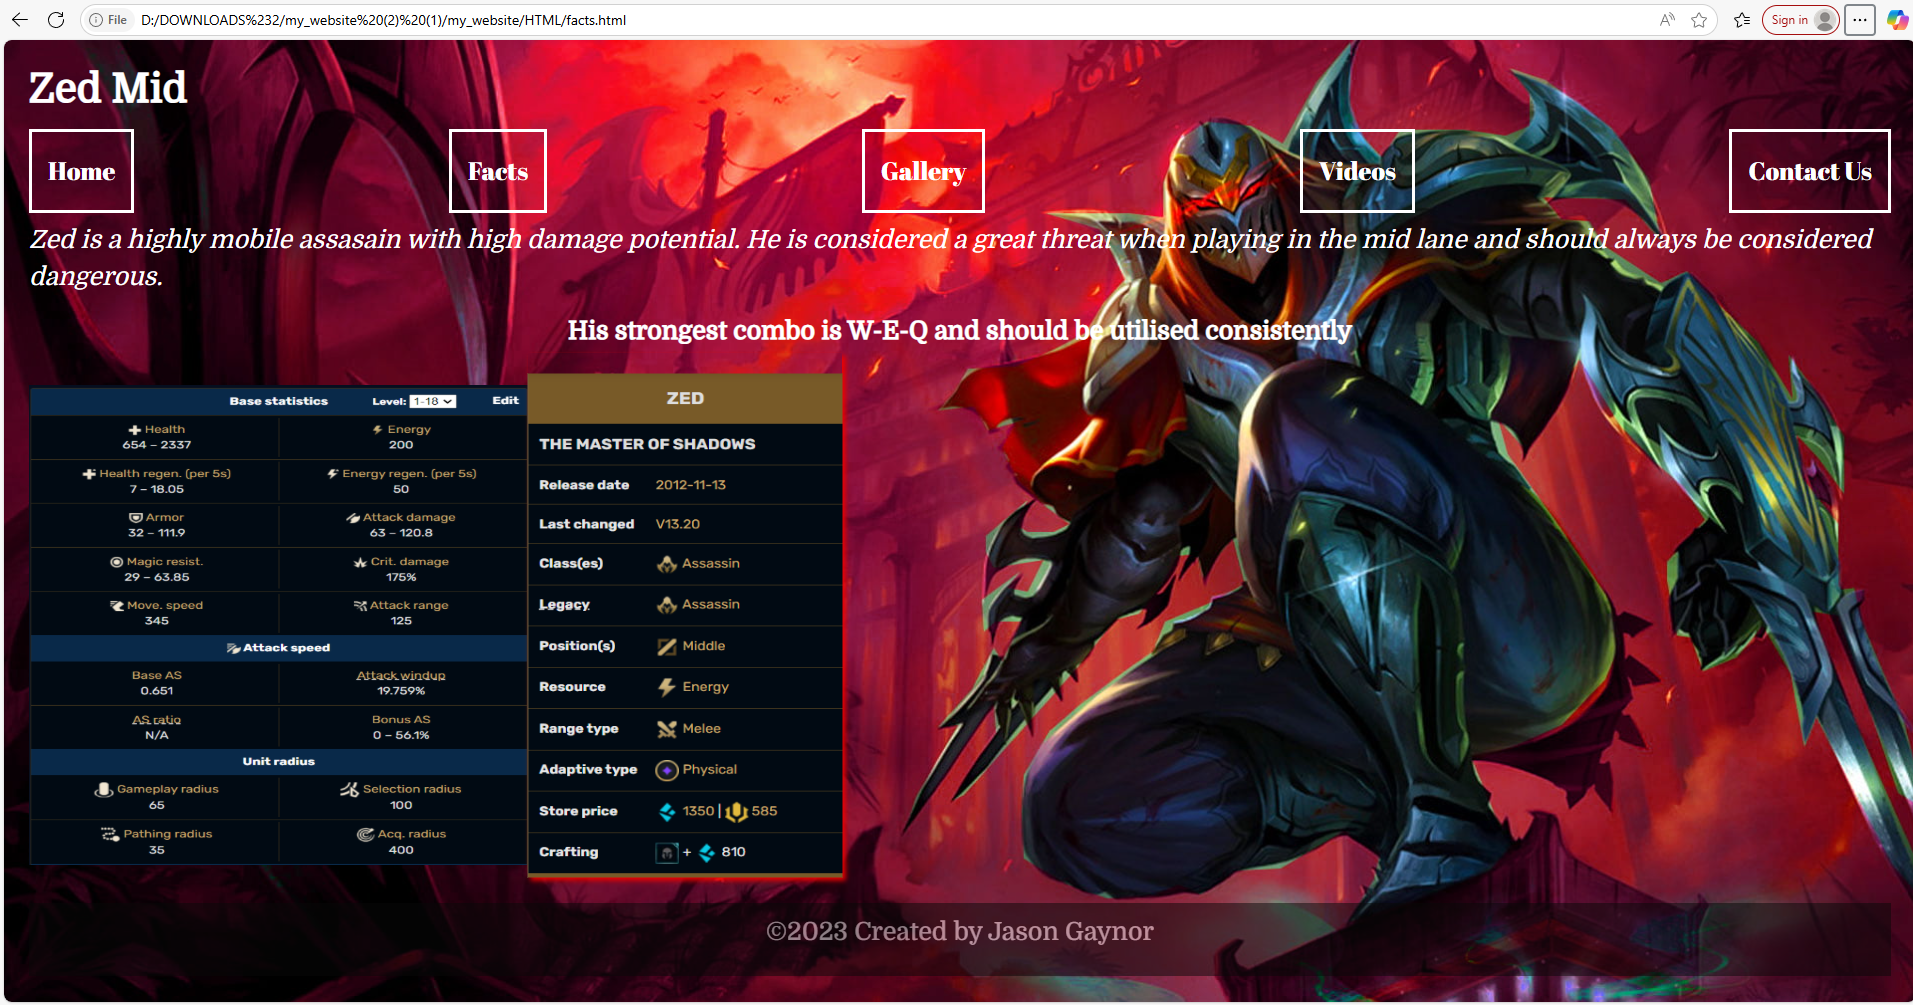 File D:/DOWNLOADS%232/my_website%20(2)%20(1)/my_website/HTML/facts.html
Sign in
Zed Mid
Home Facts Gallery Videos Contact Us
Zed is a highly mobile assasain with high damage potential. He is considered a great threat when playing in the mid lane and should always be considered
dangerous.
His strongest combo is W-E-Q and should be utilised consistently
Base statistics Level: 1-18 Edit
Health Energy
654 – 2337 200
Health regen. (per 5s) Energy regen. (per 5s)
7 – 18.05 50
Armor Attack damage
32 – 111.9 63 – 120.8
Magic resist. Crit. damage
29 – 63.85 175%
Move. speed Attack range
345 125
Attack speed
Base AS Attack windup
0.651 19.759%
AS ratio Bonus AS
N/A 0 – 56.1%
Unit radius
Gameplay radius Selection radius
65 100
Pathing radius Acq. radius
35 400
ZED
THE MASTER OF SHADOWS
Release date 2012-11-13
Last changed V13.20
Class(es) Assassin
Legacy Assassin
Position(s) Middle
Resource Energy
Range type Melee
Adaptive type Physical
Store price 1350 | 585
Crafting + 810
©2023 Created by Jason Gaynor